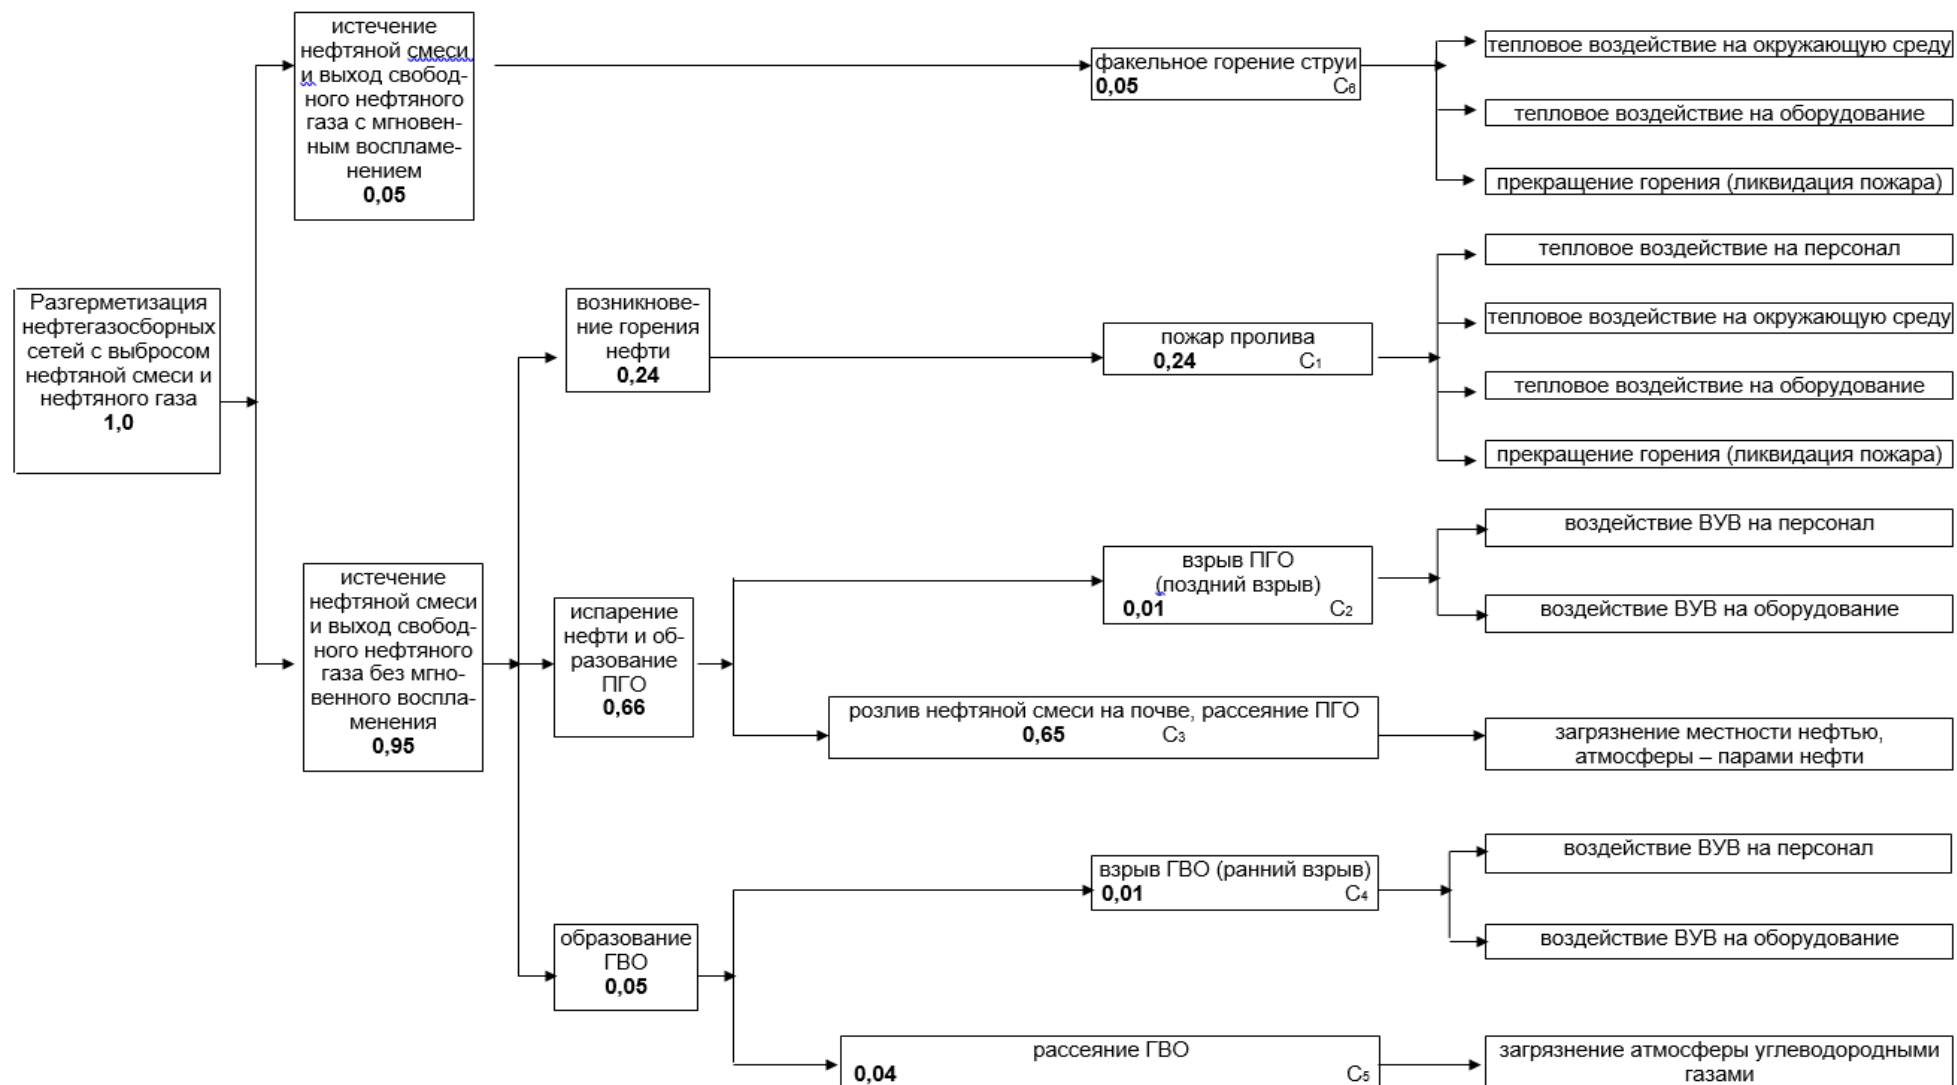 Разгерметизация
нефтегазосборных
сетей с выбросом
нефтяной смеси и
нефтяного газа
1,0
истечение
нефтяной смеси
и выход свобод-
ного нефтяного
газа с мгновен-
ным воспламе-
нением
0,05
факельное горение струи
0,05 С6
тепловое воздействие на окружающую среду
тепловое воздействие на оборудование
прекращение горения (ликвидация пожара)
истечение
нефтяной смеси
и выход свобод-
ного нефтяного
газа без мгно-
венного воспла-
менения
0,95
возникнове-
ние горения
нефти
0,24
пожар пролива
0,24 С1
тепловое воздействие на персонал
тепловое воздействие на окружающую среду
тепловое воздействие на оборудование
прекращение горения (ликвидация пожара)
испарение
нефти и об-
разование
ПГО
0,66
взрыв ПГО
(поздний взрыв)
0,01 С2
воздействие ВУВ на персонал
воздействие ВУВ на оборудование
розлив нефтяной смеси на почве, рассеяние ПГО
0,65 С3
загрязнение местности нефтью,
атмосферы – парами нефти
образование
ГВО
0,05
взрыв ГВО (ранний взрыв)
0,01 С4
воздействие ВУВ на персонал
воздействие ВУВ на оборудование
рассеяние ГВО
0,04 С5
загрязнение атмосферы углеводородными
газами